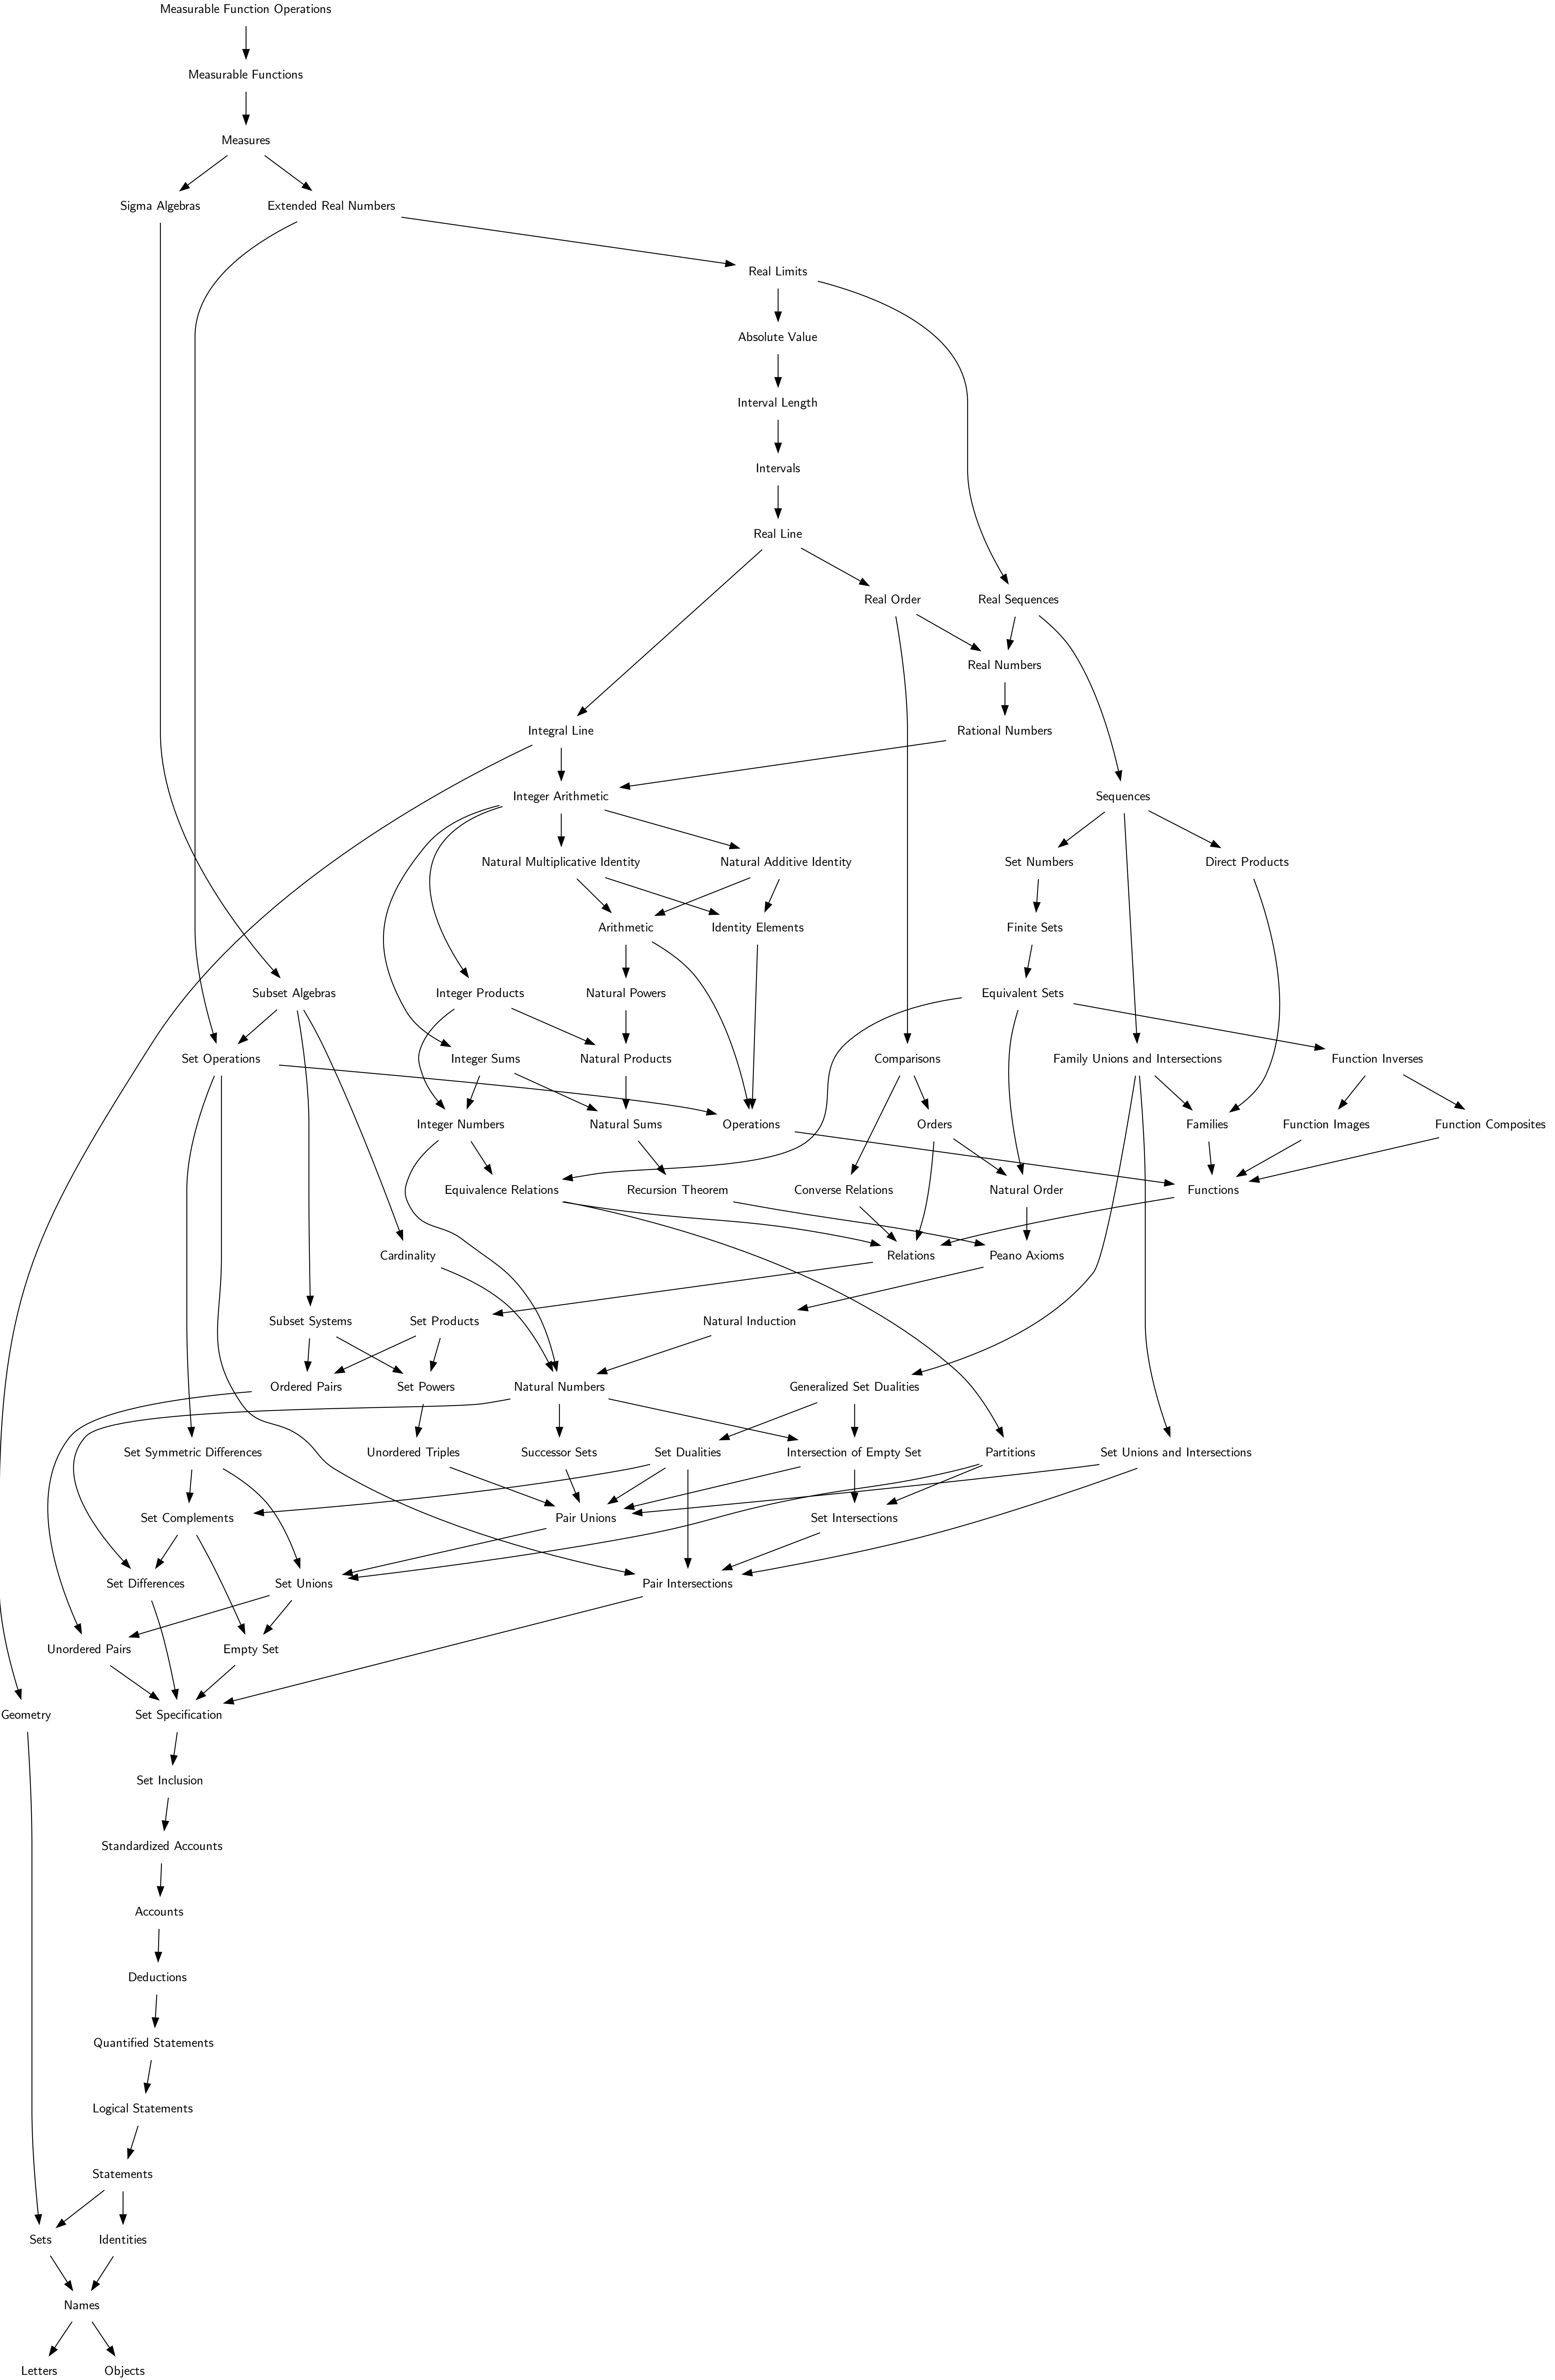 Measurable Function Operations
Measurable Functions
Measures
Sigma Algebras
Extended Real Numbers
Real Limits
Absolute Value
Interval Length
Intervals
Real Line
Real Order
Real Sequences
Real Numbers
Integral Line
Rational Numbers
Integer Arithmetic
Sequences
Natural Multiplicative Identity
Natural Additive Identity
Set Numbers
Direct Products
Arithmetic
Identity Elements
Finite Sets
Subset Algebras
Integer Products
Natural Powers
Equivalent Sets
Set Operations
Integer Sums
Natural Products
Comparisons
Family Unions and Intersections
Function Inverses
Integer Numbers
Natural Sums
Operations
Orders
Families
Function Images
Function Composites
Equivalence Relations
Recursion Theorem
Converse Relations
Natural Order
Functions
Cardinality
Relations
Peano Axioms
Subset Systems
Set Products
Natural Induction
Ordered Pairs
Set Powers
Natural Numbers
Generalized Set Dualities
Set Symmetric Differences
Unordered Triples
Successor Sets
Set Dualities
Intersection of Empty Set
Partitions
Set Unions and Intersections
Set Complements
Pair Unions
Set Intersections
Set Differences
Set Unions
Pair Intersections
Unordered Pairs
Empty Set
Geometry
Set Specification
Set Inclusion
Standardized Accounts
Accounts
Deductions
Quantified Statements
Logical Statements
Statements
Sets
Identities
Names
Letters
Objects